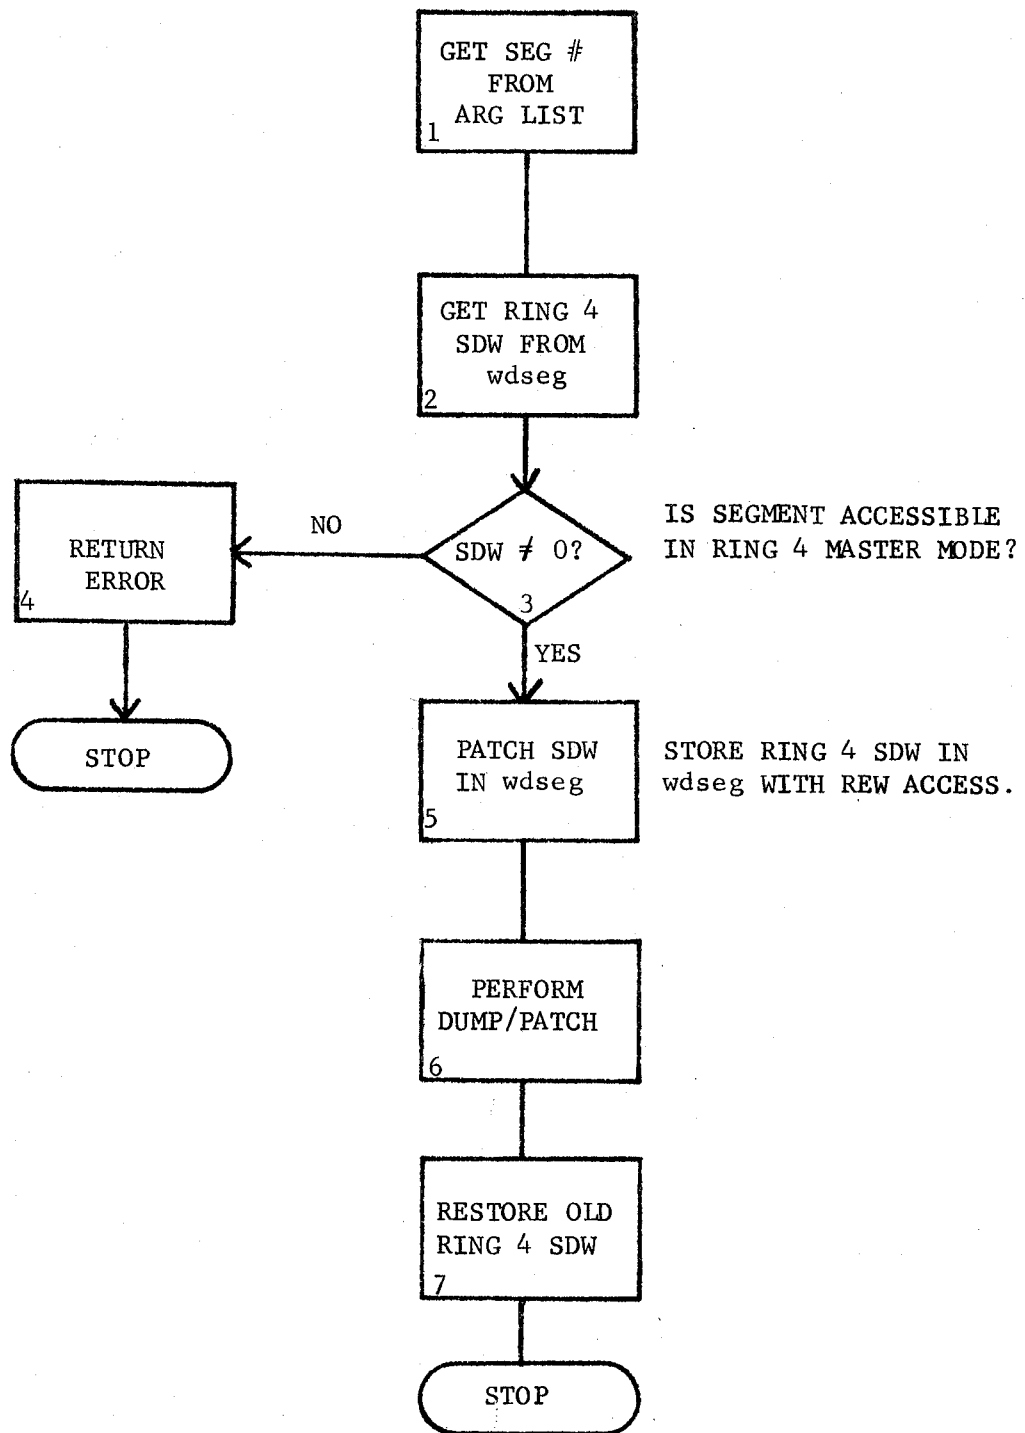 GET SEG #
FROM
ARG LIST
1
GET RING 4
SDW FROM
wdseg
2
SDW ≠ 0?
3
IS SEGMENT ACCESSIBLE
IN RING 4 MASTER MODE?
NO
RETURN
ERROR
4
STOP
YES
PATCH SDW
IN wdseg
5
STORE RING 4 SDW IN
wdseg WITH REW ACCESS.
PERFORM
DUMP/PATCH
6
RESTORE OLD
RING 4 SDW
7
STOP